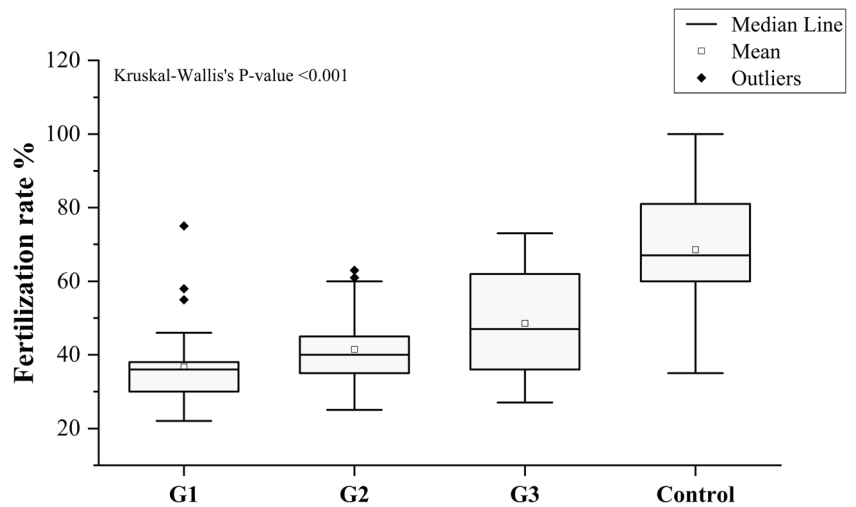 Median Line
Mean
Outliers
Kruskal-Wallis's P-value <0.001
Fertilization rate %
120
100
80
60
40
20
G1
G2
G3
Control